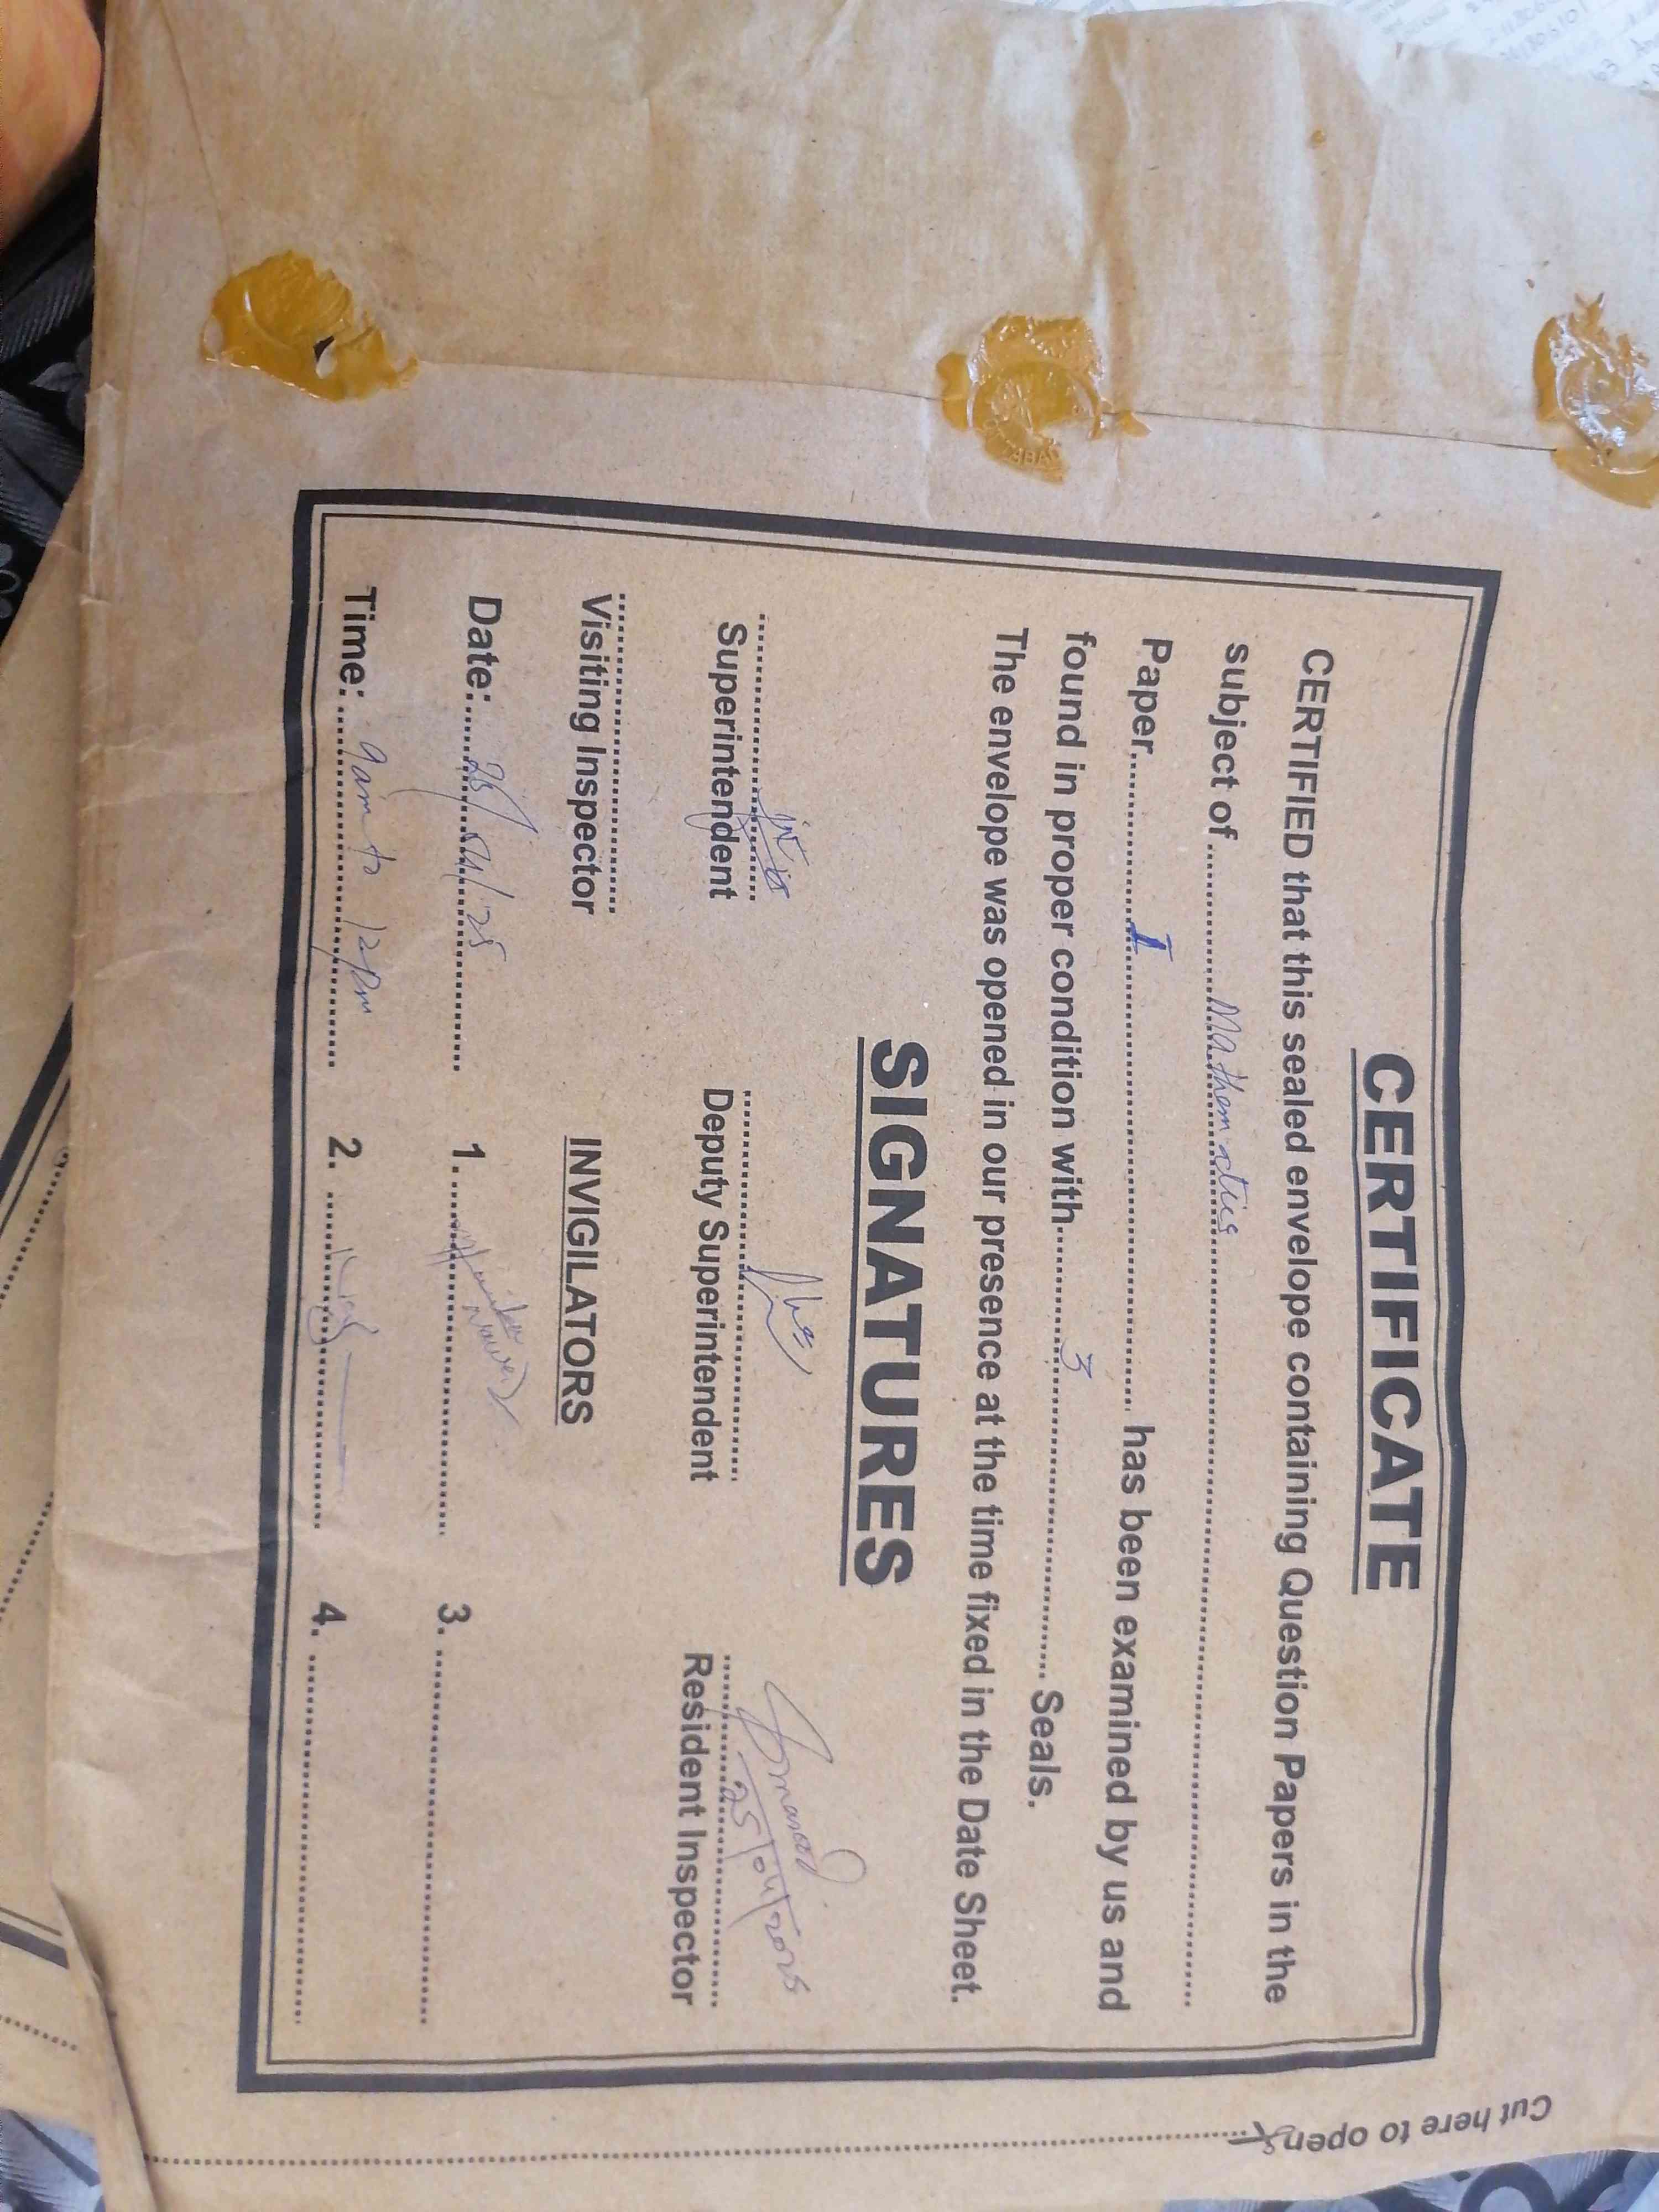 CERTIFICATE
CERTIFIED that this sealed envelope containing Question Papers in the
subject of ............ Mathematics ............
Paper ............ I ............ has been examined by us and
found in proper condition with ............ 3 ............ Seals.
The envelope was opened in our presence at the time fixed in the Date Sheet.
SIGNATURES
25/04/2025
Superintendent Deputy Superintendent Resident Inspector
Visiting Inspector INVIGILATORS
Date: 25/04/25 1. 3.
Time: 9am to 12pm 2. 4.
Cut here to open